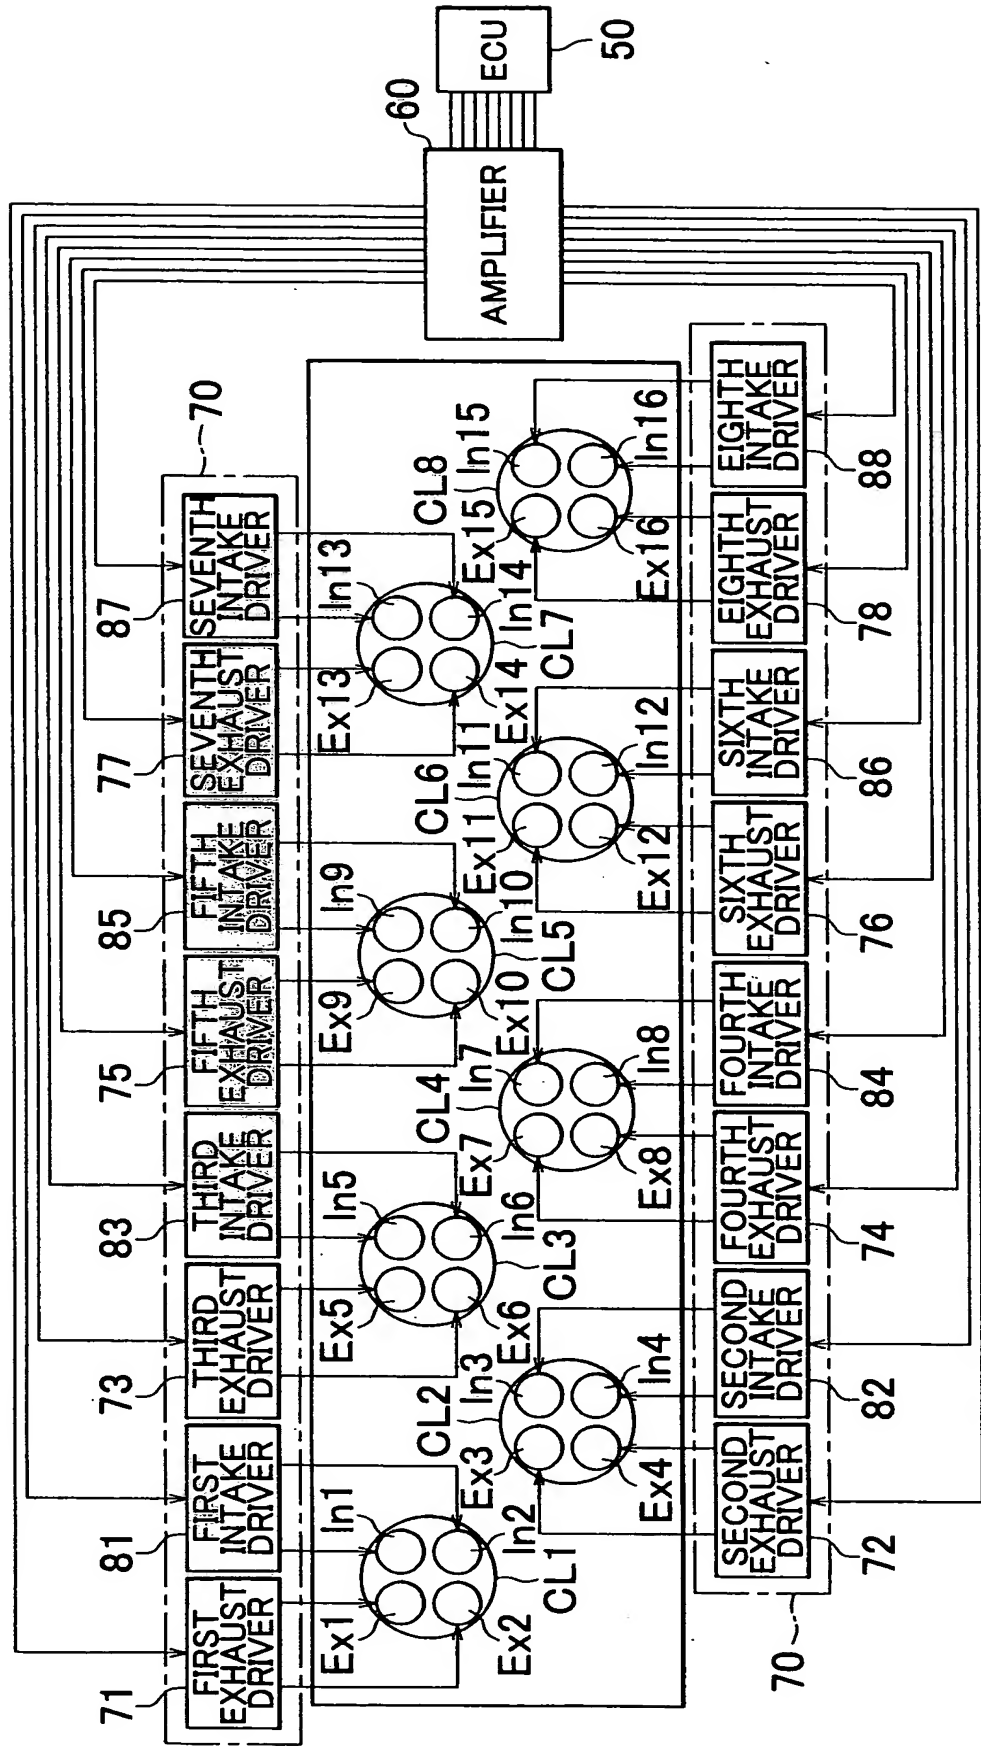 ECU
50
60
AMPLIFIER
70
87
SEVENTH
INTAKE
DRIVER
77
SEVENTH
EXHAUST
DRIVER
85
FIFTH
INTAKE
DRIVER
75
FIFTH
EXHAUST
DRIVER
83
THIRD
INTAKE
DRIVER
73
THIRD
EXHAUST
DRIVER
81
FIRST
INTAKE
DRIVER
71
FIRST
EXHAUST
DRIVER
Ex1
In1
Ex2
In2
CL1
CL2
Ex3
In3
Ex4
In4
Ex5
In5
Ex6
In6
CL3
CL4
Ex7
In7
Ex8
In8
Ex9
In9
Ex10
In10
CL5
CL6
Ex11
In11
Ex12
In12
Ex13
In13
Ex14
In14
CL7
CL8
Ex15
In15
Ex16
In16
SECOND
EXHAUST
DRIVER
72
SECOND
INTAKE
DRIVER
82
FOURTH
EXHAUST
DRIVER
74
FOURTH
INTAKE
DRIVER
84
SIXTH
EXHAUST
DRIVER
76
SIXTH
INTAKE
DRIVER
86
EIGHTH
EXHAUST
DRIVER
78
EIGHTH
INTAKE
DRIVER
88
70